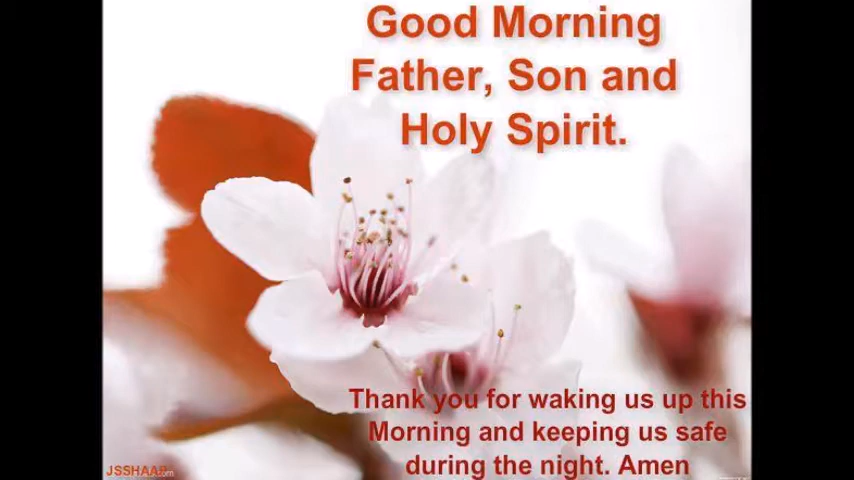 Good Morning
Father, Son and
Holy Spirit.
Thank you for waking us up this
Morning and keeping us safe
during the night. Amen